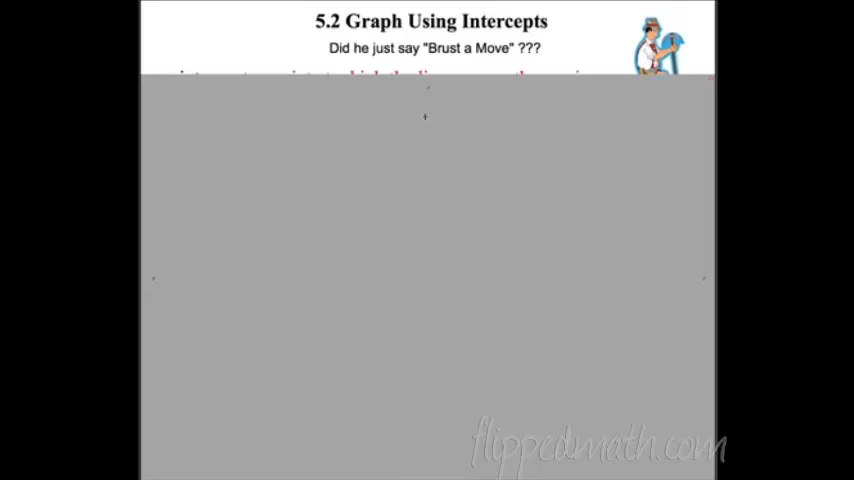 5.2 Graph Using Intercepts
Did he just say "Brust a Move" ???
flippedmath.com